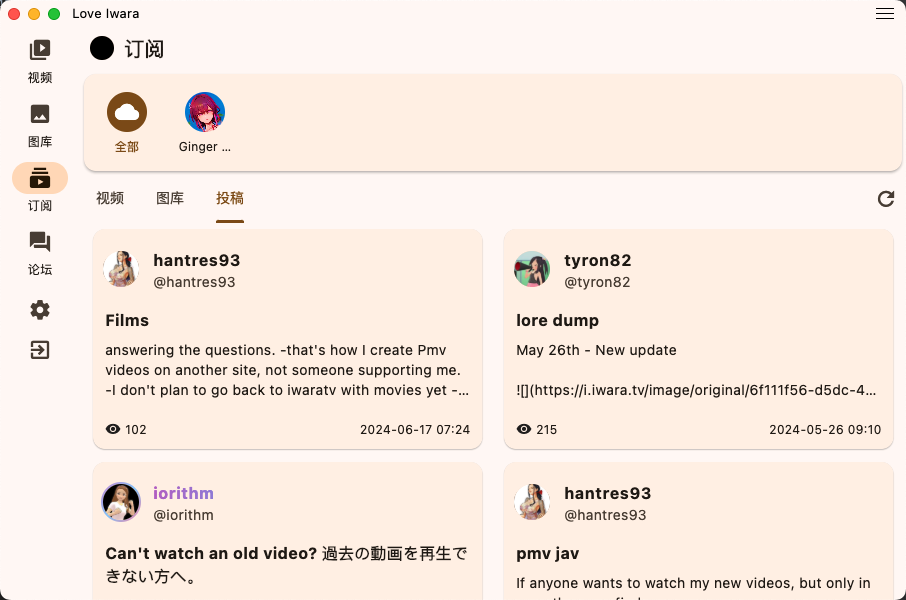 Love Iwara
视频
图库
订阅
论坛
订阅
全部
Ginger ...
视频
图库
投稿
hantres93
@hantres93
Films
answering the questions. -that's how I create Pmv
videos on another site, not someone supporting me.
-I don't plan to go back to iwaratv with movies yet -...
102
2024-06-17 07:24
tyron82
@tyron82
lore dump
May 26th - New update
![](https://i.iwara.tv/image/original/6f111f56-d5dc-4...
215
2024-05-26 09:10
iorithm
@iorithm
Can't watch an old video? 過去の動画を再生で
きない方へ。
hantres93
@hantres93
pmv jav
If anyone wants to watch my new videos, but only in